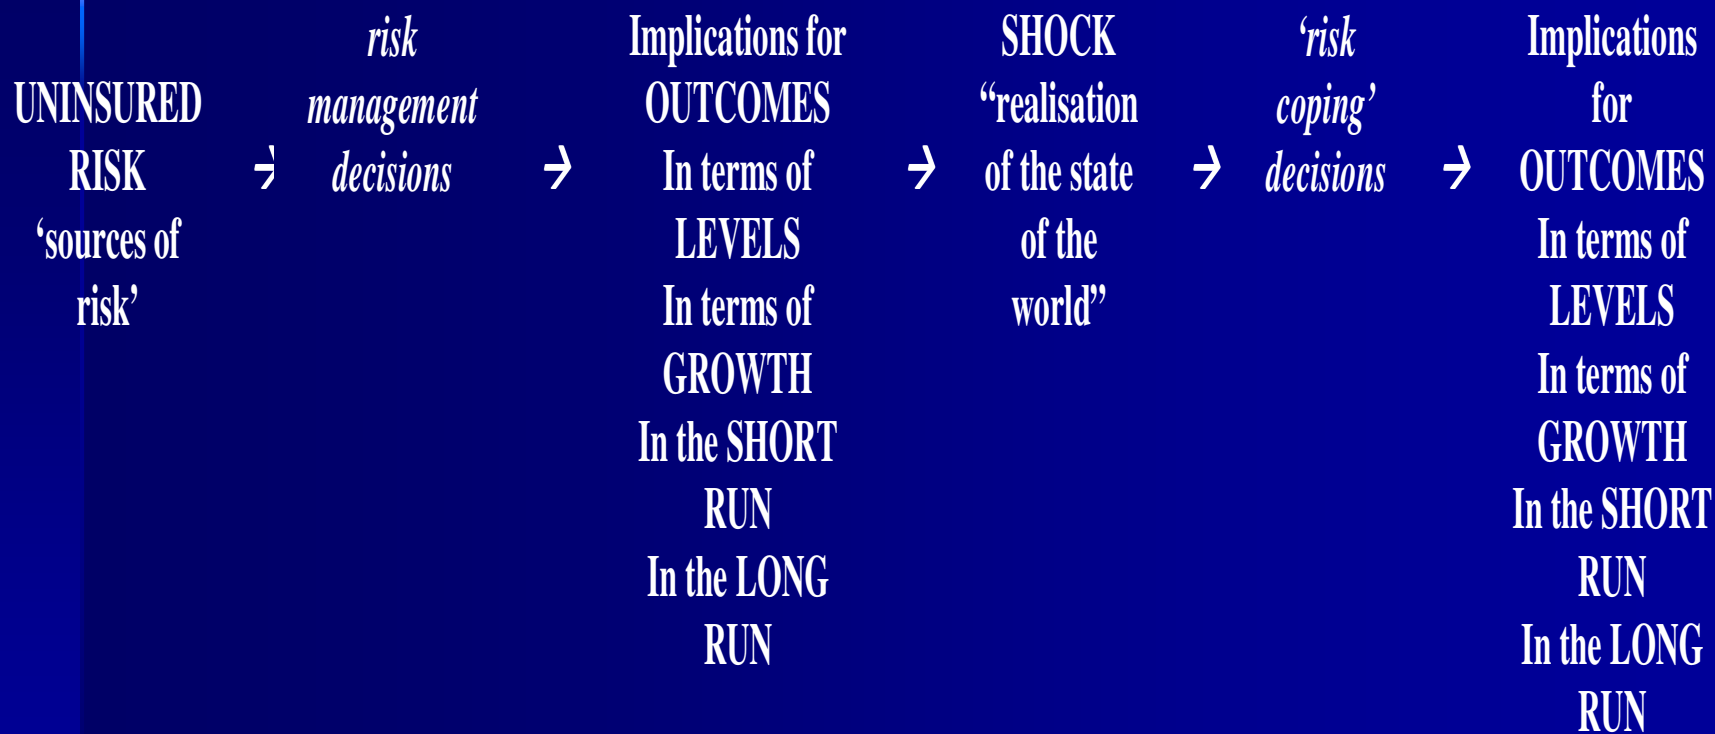 UNINSURED
RISK
‘sources of
risk’
→
risk
management
decisions
→
Implications for
OUTCOMES
In terms of
LEVELS
In terms of
GROWTH
In the SHORT
RUN
In the LONG
RUN
→
SHOCK
“realisation
of the state
of the
world”
→
‘risk
coping’
decisions
→
Implications
for
OUTCOMES
In terms of
LEVELS
In terms of
GROWTH
In the SHORT
RUN
In the LONG
RUN